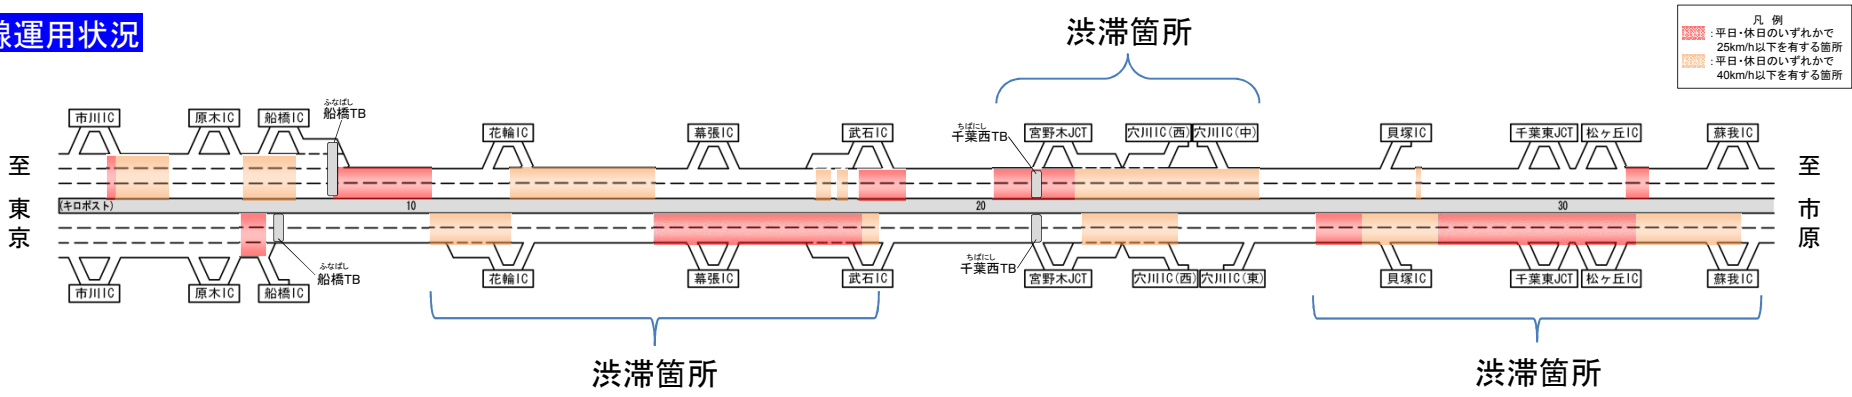 線運用状況
渋滞箇所
凡 例
：平日・休日のいずれかで
25km/h以下を有する箇所
：平日・休日のいずれかで
40km/h以下を有する箇所
市川IC
原木IC
船橋IC
ふなばし
船橋TB
花輪IC
幕張IC
武石IC
ちばにし
千葉西TB
宮野木JCT
穴川IC(西)
穴川IC(中)
貝塚IC
千葉東JCT
松ヶ丘IC
蘇我IC
至
東
京
至
市
原
(キロポスト)
10
20
30
市川IC
原木IC
船橋IC
ふなばし
船橋TB
花輪IC
幕張IC
武石IC
ちばにし
千葉西TB
宮野木JCT
穴川IC(西)
穴川IC(東)
貝塚IC
千葉東JCT
松ヶ丘IC
蘇我IC
渋滞箇所
渋滞箇所